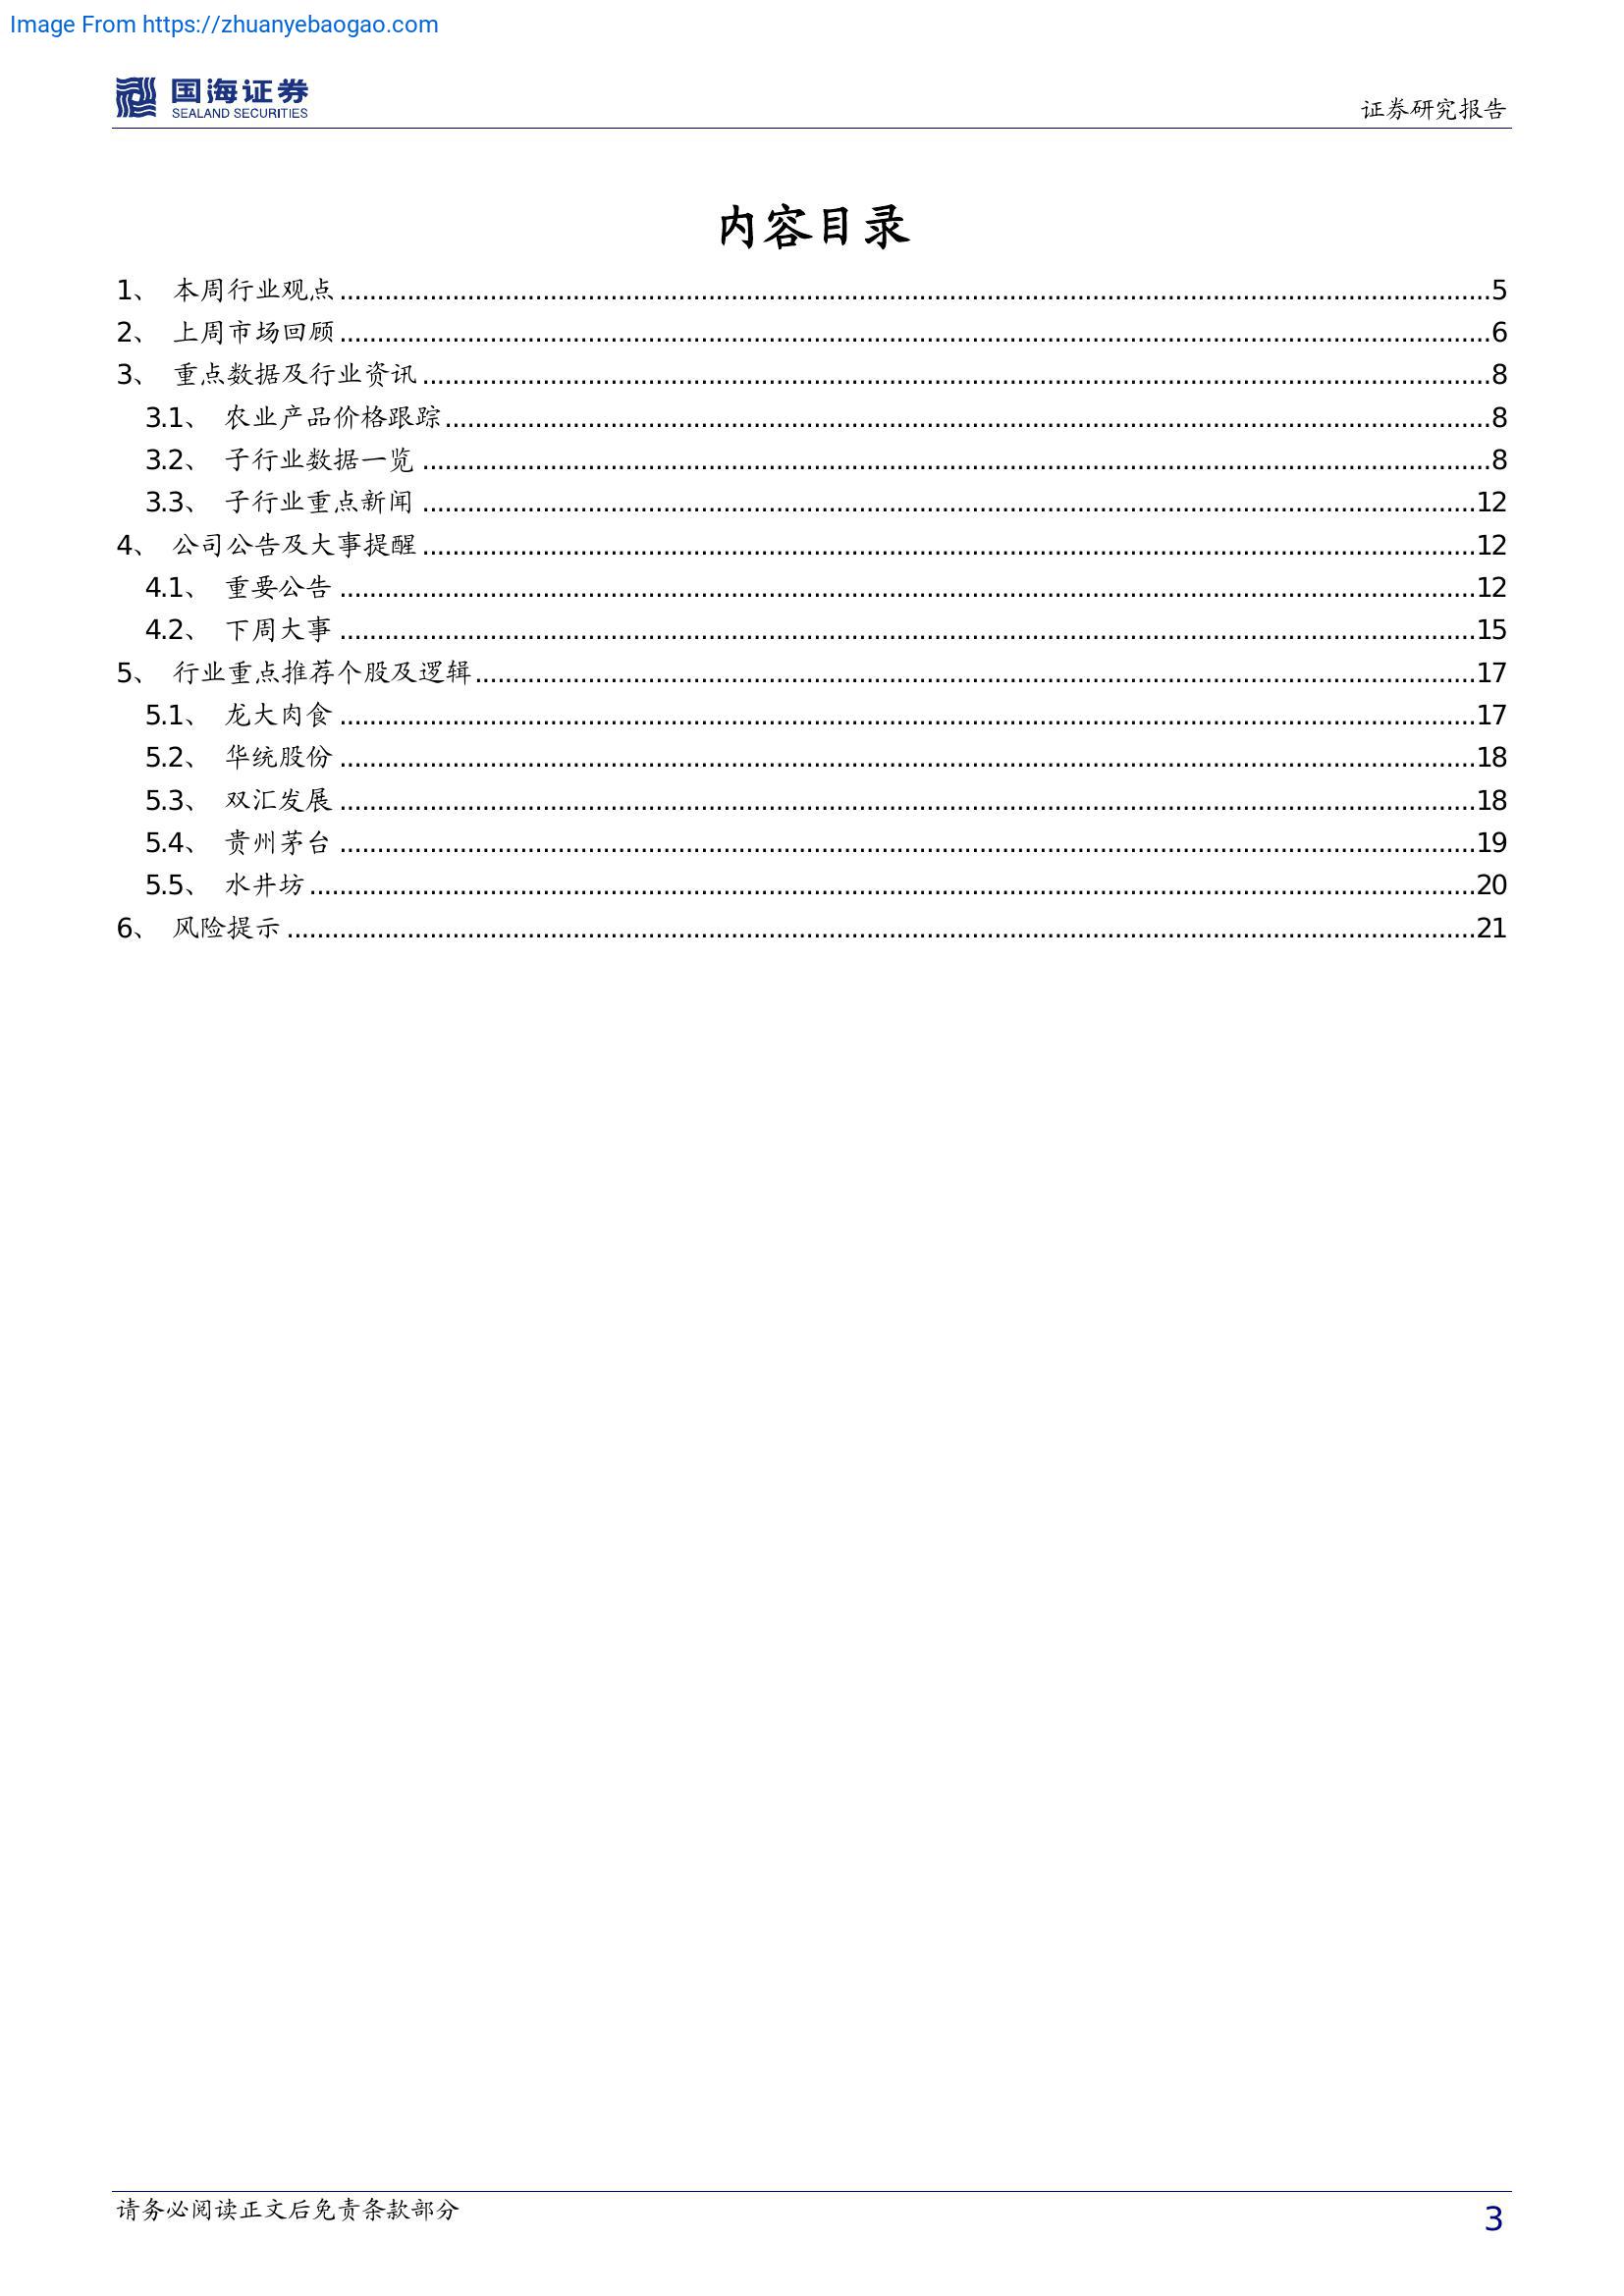 Image From https://zhuanyebaogao.com
国海证券
SEALAND SECURITIES
证券研究报告
内容目录
1、 本周行业观点 5
2、 上周市场回顾 6
3、 重点数据及行业资讯 8
3.1、 农业产品价格跟踪 8
3.2、 子行业数据一览 8
3.3、 子行业重点新闻 12
4、 公司公告及大事提醒 12
4.1、 重要公告 12
4.2、 下周大事 15
5、 行业重点推荐个股及逻辑 17
5.1、 龙大肉食 17
5.2、 华统股份 18
5.3、 双汇发展 18
5.4、 贵州茅台 19
5.5、 水井坊 20
6、 风险提示 21
请务必阅读正文后免责条款部分
3